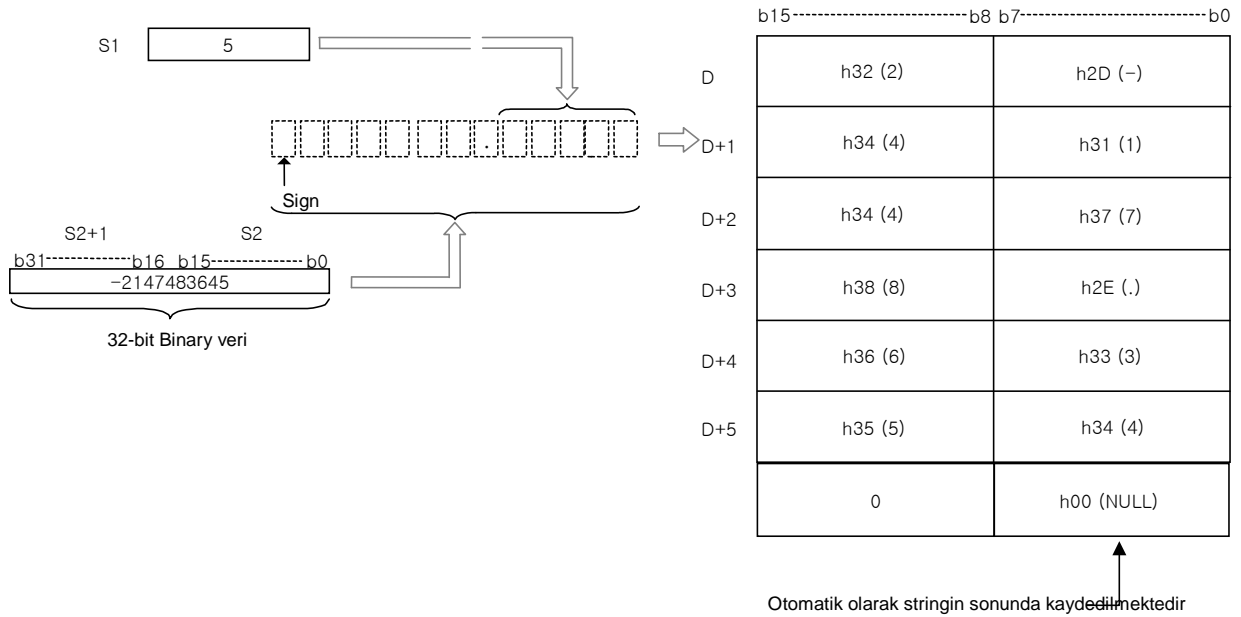 S1 5
Sign
S2+1 S2
b31 b16 b15 b0
-2147483645
32-bit Binary veri
b15 b8 b7 b0
D h32 (2) h2D (-)
D+1 h34 (4) h31 (1)
D+2 h34 (4) h37 (7)
D+3 h38 (8) h2E (.)
D+4 h36 (6) h33 (3)
D+5 h35 (5) h34 (4)
0 h00 (NULL)
Otomatik olarak stringin sonunda kaydedilmektedir